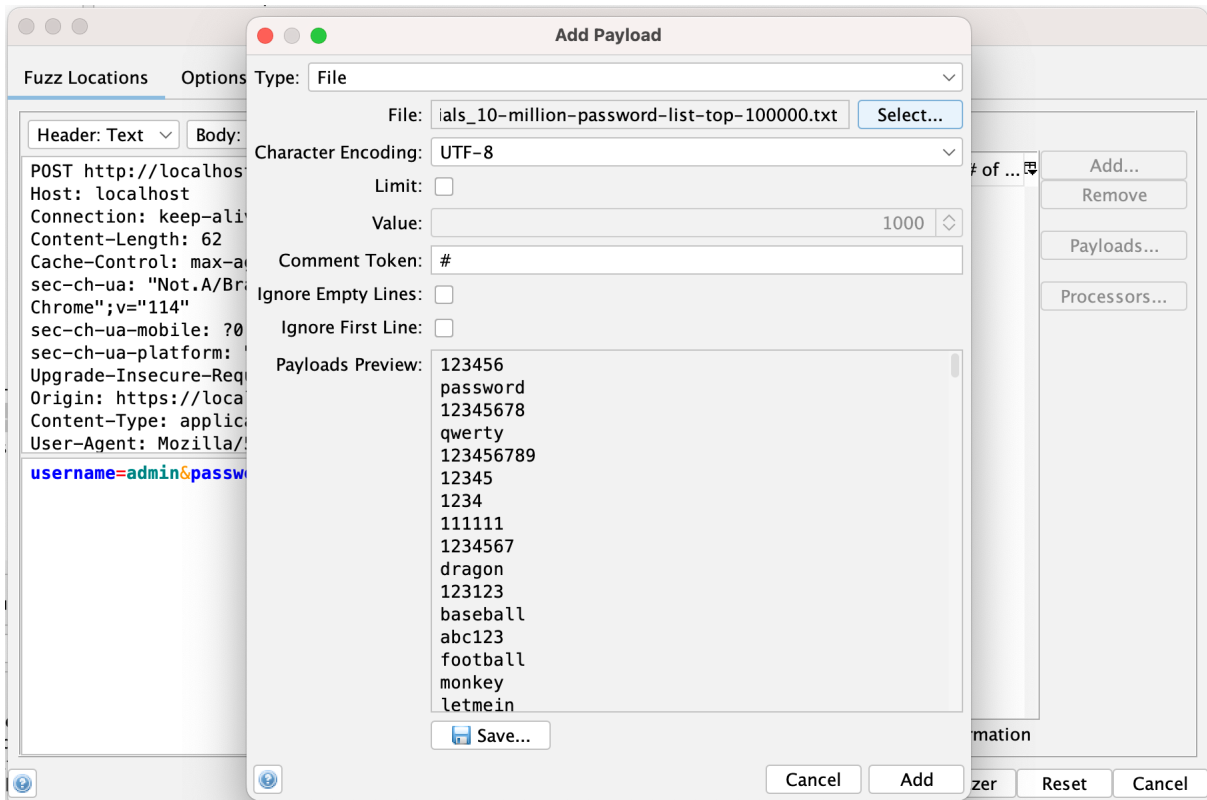 Add Payload
Fuzz Locations Options
Type: File
File: ials_10-million-password-list-top-100000.txt Select...
Header: Text Body:
Character Encoding: UTF-8
POST http://localhos
Host: localhost
Connection: keep-aliv
Content-Length: 62
Cache-Control: max-ag
sec-ch-ua: "Not.A/Bra
Chrome";v="114"
sec-ch-ua-mobile: ?0
sec-ch-ua-platform: "
Upgrade-Insecure-Requ
Origin: https://loca
Content-Type: applica
User-Agent: Mozilla/5
username=admin&passwo
Limit:
Value: 1000
Comment Token: #
Ignore Empty Lines:
Ignore First Line:
Payloads Preview:
123456
password
12345678
qwerty
123456789
12345
1234
111111
1234567
dragon
123123
baseball
abc123
football
monkey
letmein
Save...
Cancel Add
# of ...
Add...
Remove
Payloads...
Processors...
rmation
zer Reset Cancel